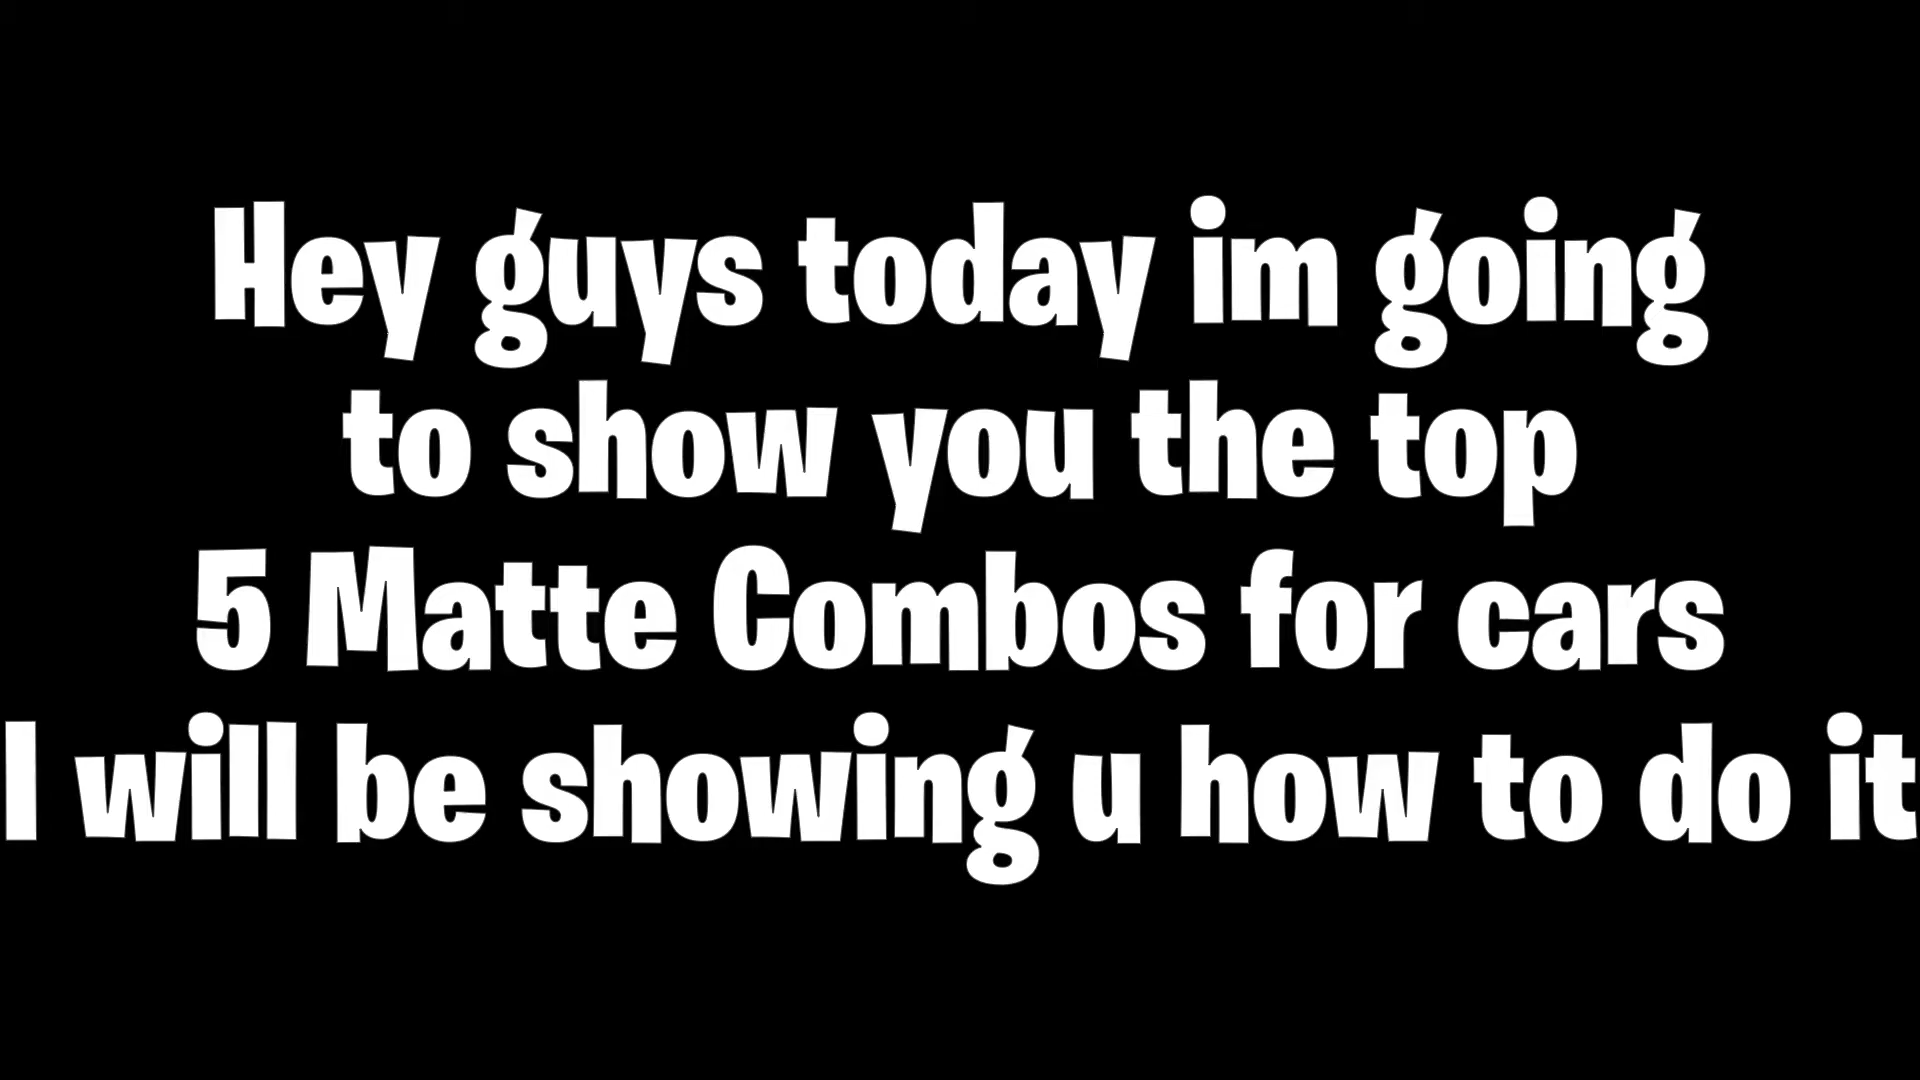 Hey guys today im going
to show you the top
5 Matte Combos for cars
I will be showing u how to do it